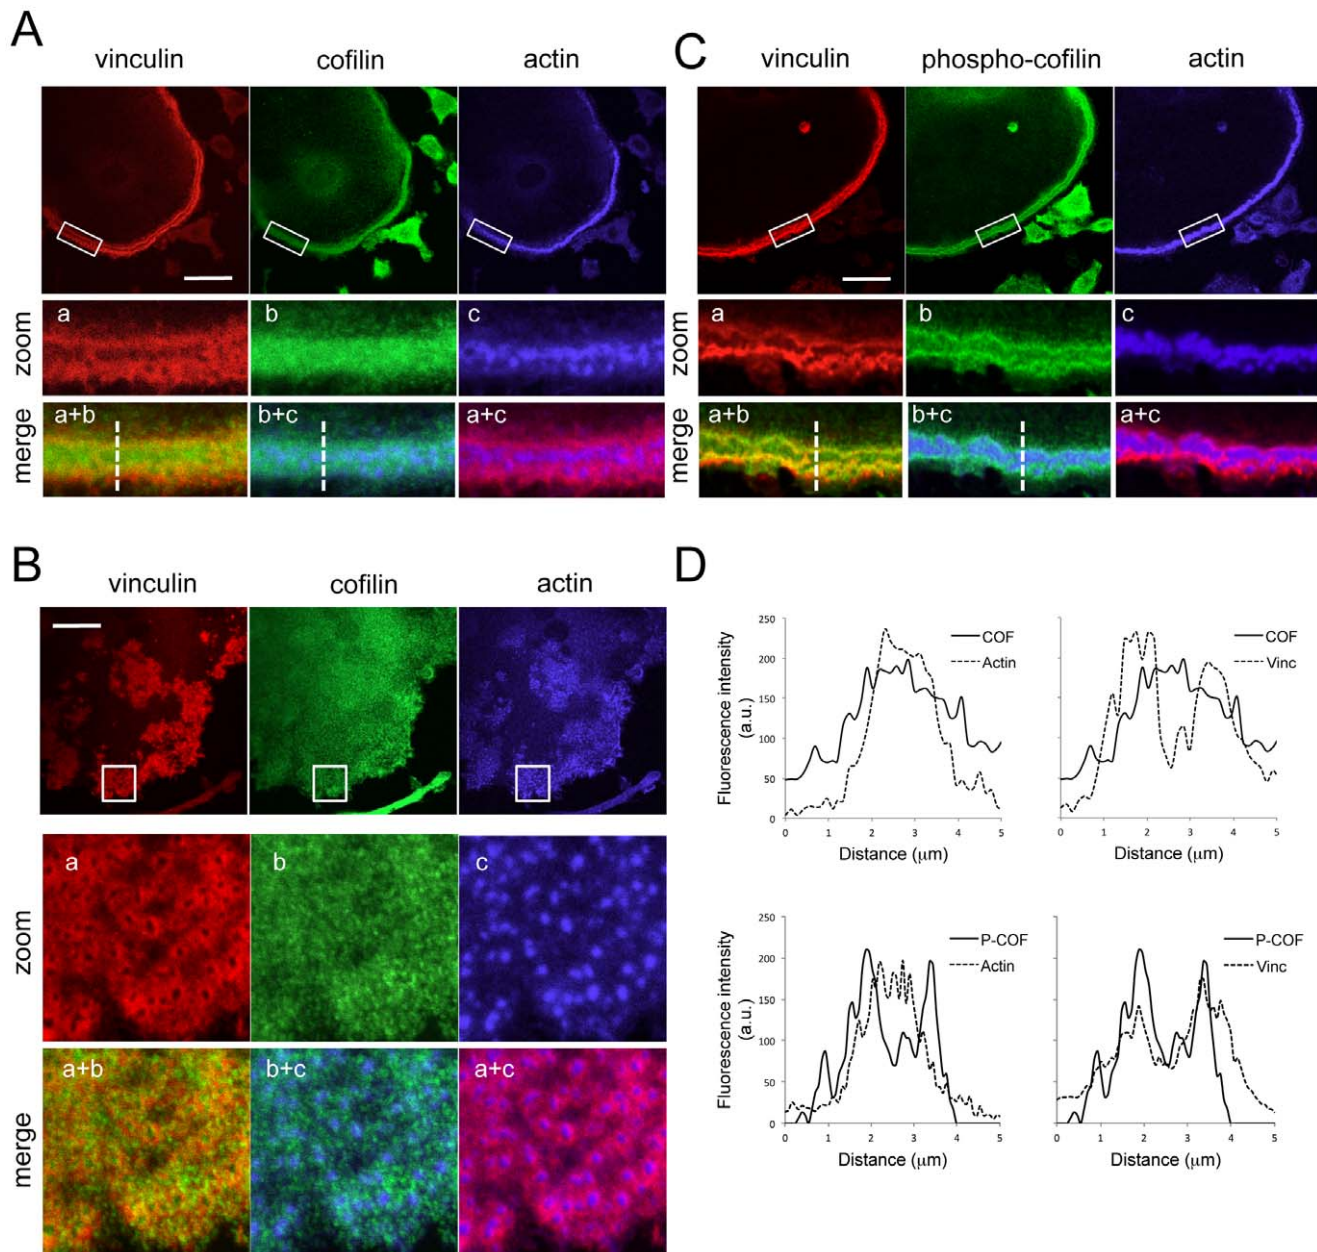 A
vinculin cofilin actin
zoom
a b c
merge
a+b b+c a+c
B
vinculin cofilin actin
zoom
a b c
merge
a+b b+c a+c
C
vinculin phospho-cofilin actin
zoom
a b c
merge
a+b b+c a+c
D
Fluorescence intensity
(a.u.)
250
200
150
100
50
0
COF
Actin
0 1 2 3 4 5
Distance (μm)
250
200
150
100
50
0
COF
Vinc
0 1 2 3 4 5
Distance (μm)
Fluorescence intensity
(a.u.)
250
200
150
100
50
0
P-COF
Actin
0 1 2 3 4 5
Distance (μm)
250
200
150
100
50
0
P-COF
Vinc
0 1 2 3 4 5
Distance (μm)